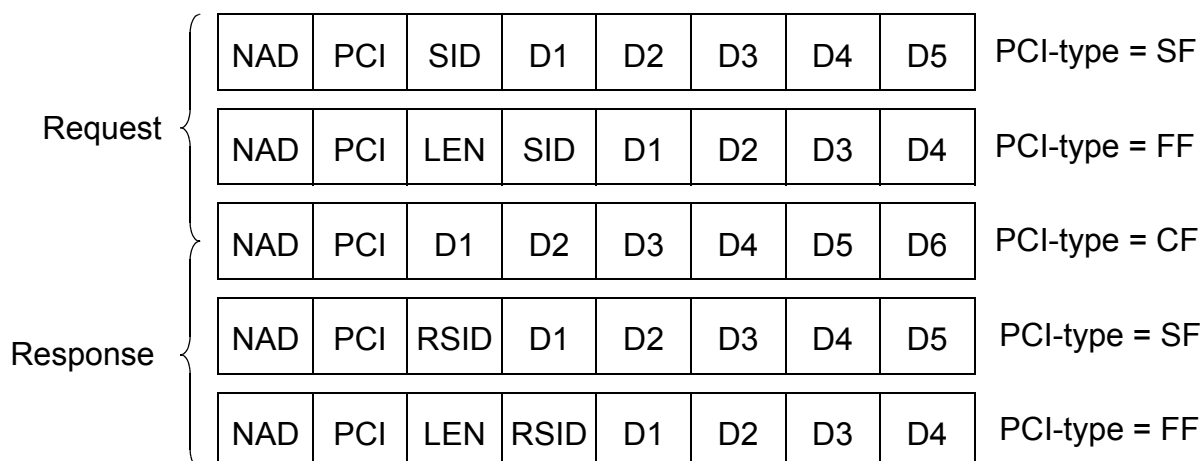 NAD PCI SID D1 D2 D3 D4 D5 PCI-type = SF
Request
NAD PCI LEN SID D1 D2 D3 D4 PCI-type = FF
NAD PCI D1 D2 D3 D4 D5 D6 PCI-type = CF
NAD PCI RSID D1 D2 D3 D4 D5 PCI-type = SF
Response
NAD PCI LEN RSID D1 D2 D3 D4 PCI-type = FF